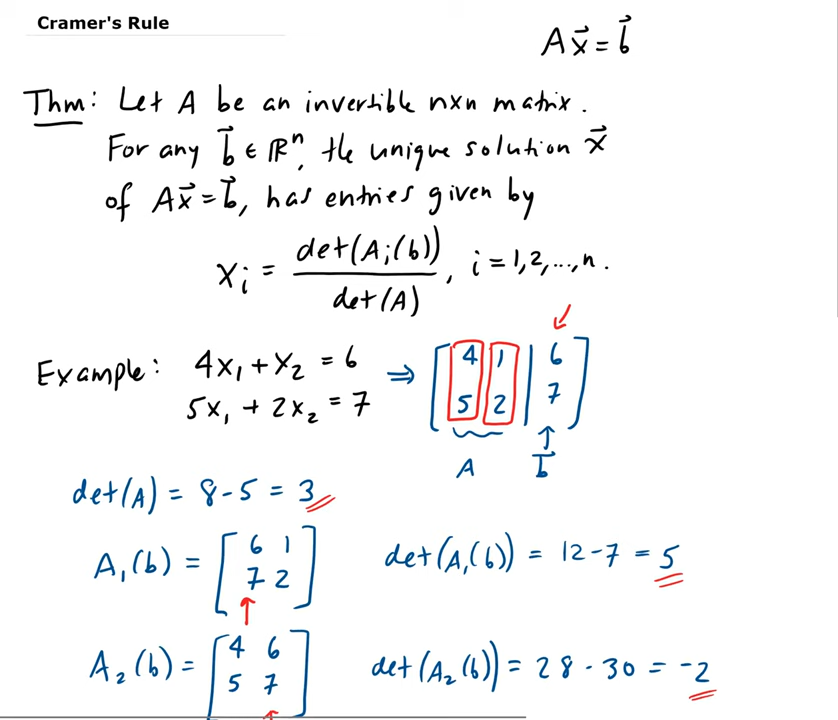 Cramer's Rule
Ax⃗ = b⃗
Thm: Let A be an invertible nxn matrix.
For any b⃗ ∈ ℝⁿ, the unique solution x⃗
of Ax⃗ = b⃗, has entries given by
xᵢ = det(Aᵢ(b)) / det(A), i = 1, 2, ..., n.
Example: 4x₁ + x₂ = 6 ⇒ [ 4 1 | 6
5x₁ + 2x₂ = 7 5 2 | 7 ]
A b⃗
det(A) = 8 - 5 = 3
A₁(b) = [ 6 1
7 2 ] det(A₁(b)) = 12 - 7 = 5
A₂(b) = [ 4 6
5 7 ] det(A₂(b)) = 28 - 30 = -2